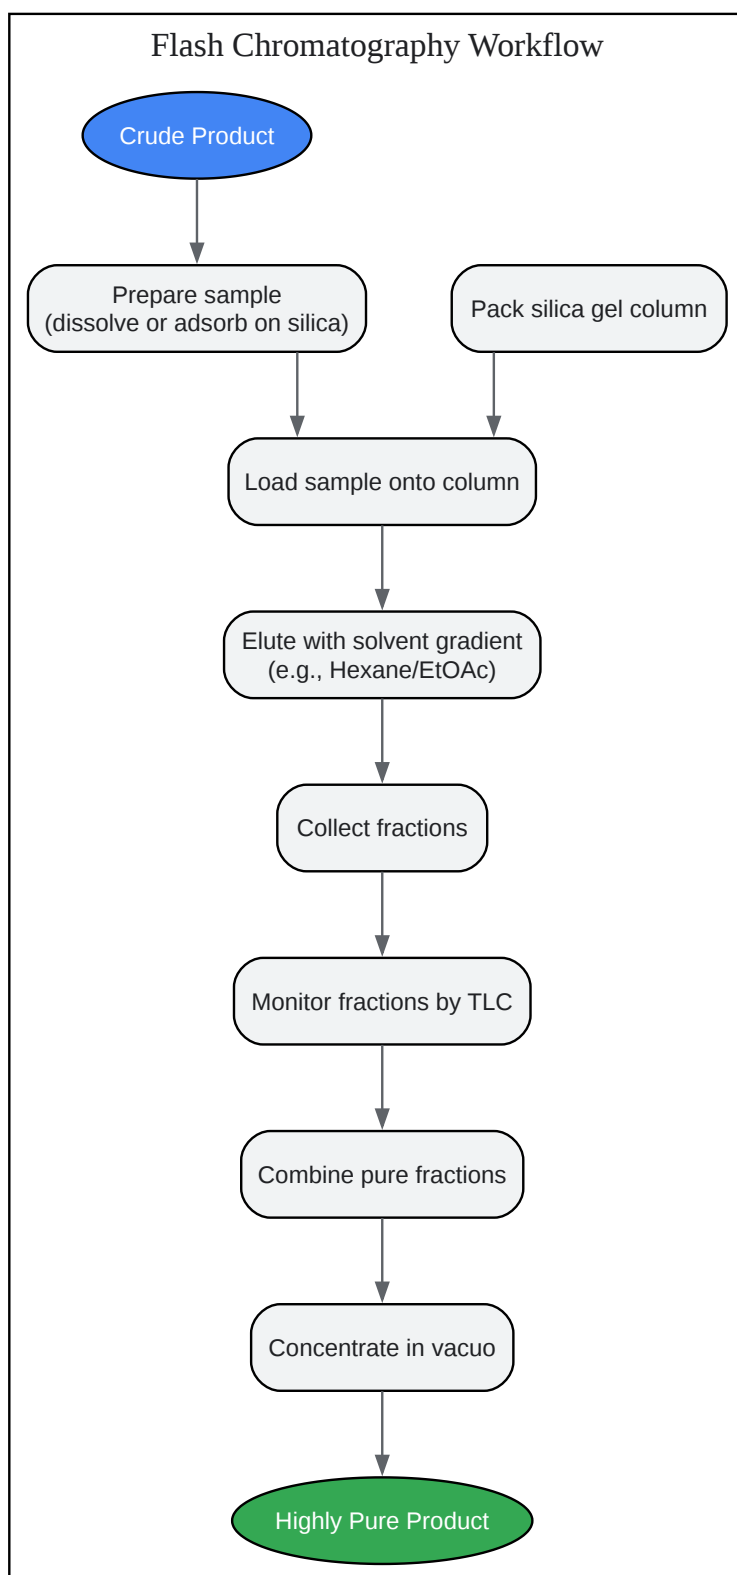 Flash Chromatography Workflow
Crude Product
Prepare sample
(dissolve or adsorb on silica)
Pack silica gel column
Load sample onto column
Elute with solvent gradient
(e.g., Hexane/EtOAc)
Collect fractions
Monitor fractions by TLC
Combine pure fractions
Concentrate in vacuo
Highly Pure Product